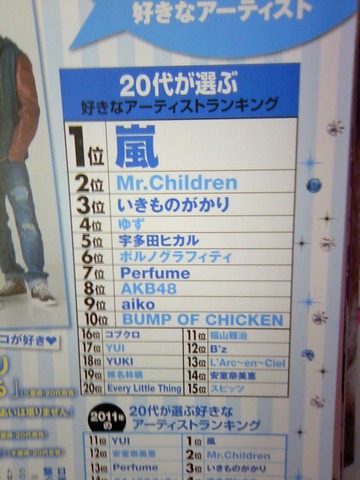 好きなアーティスト
20代が選ぶ
好きなアーティストランキング
1位 嵐
2位 Mr.Children
3位 いきものがかり
4位 ゆず
5位 宇多田ヒカル
6位 ポルノグラフィティ
7位 Perfume
8位 AKB48
9位 aiko
10位 BUMP OF CHICKEN
11位 福山雅治
12位 B'z
13位 L'Arc~en~Ciel
14位 安室奈美恵
15位 スピッツ
16位 コブクロ
17位 YUI
18位 YUKI
19位 椎名林檎
20位 Every Little Thing
コが好き♥
2011年の
20代が選ぶ好きな
アーティストランキング
1位 嵐
2位 Mr.Children
3位 いきものがかり
11位 YUI
12位 安室奈美恵
13位 Perfume